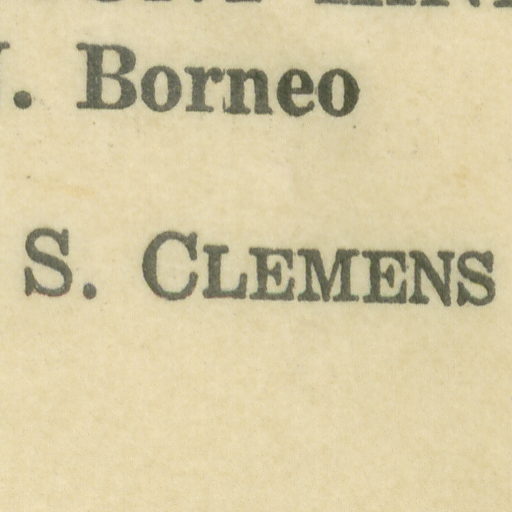 . Borneo
S. CLEMENS